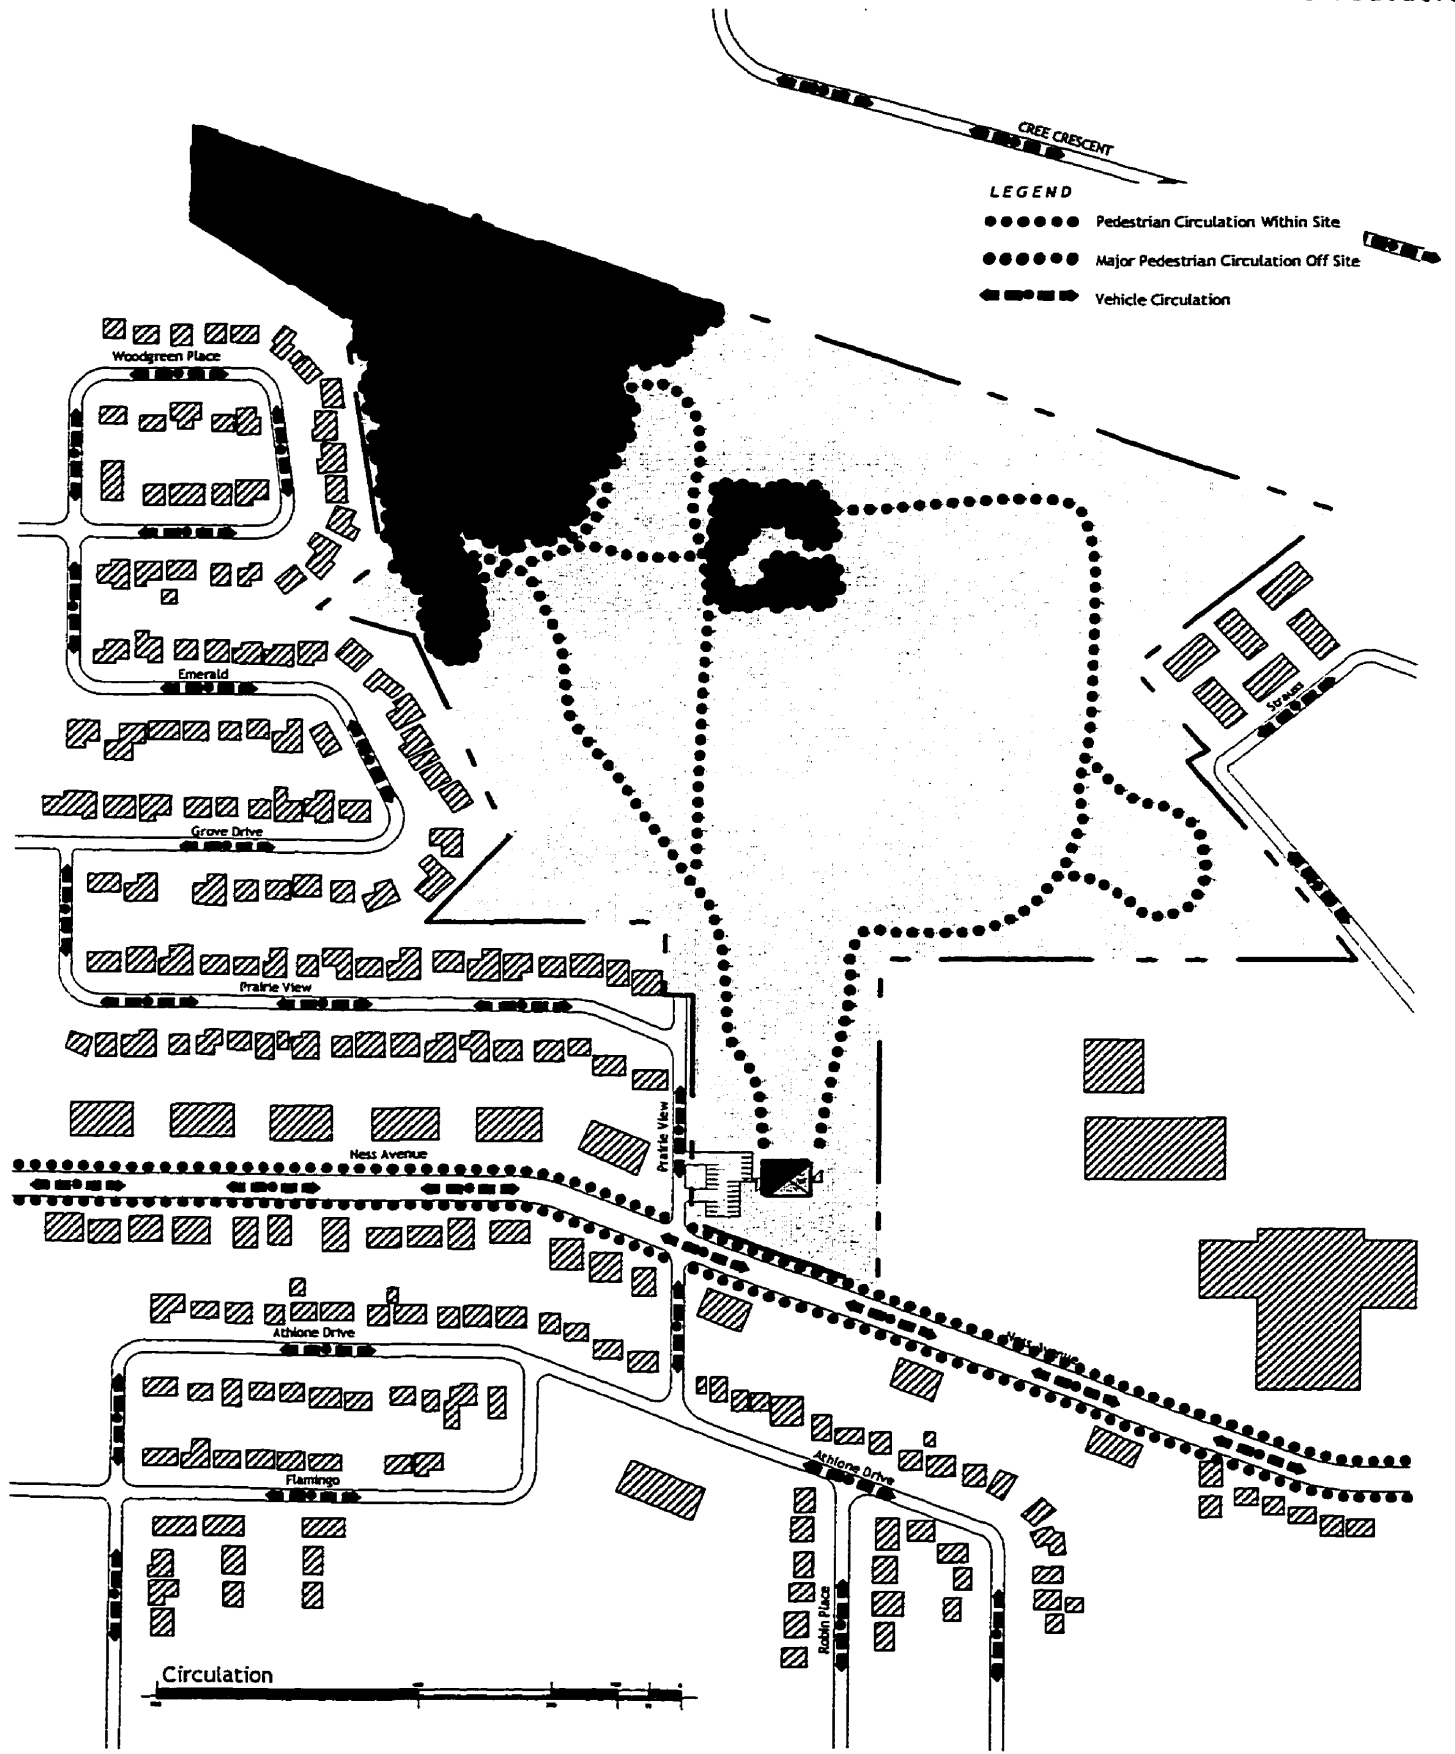 CREE CRESCENT
LEGEND
Pedestrian Circulation Within Site
Major Pedestrian Circulation Off Site
Vehicle Circulation
Woodgreen Place
Emerald
Strauss
Grove Drive
Prairie View
Prairie View
Ness Avenue
Ness Avenue
Athlone Drive
Athlone Drive
Flamingo
Robin Place
Circulation